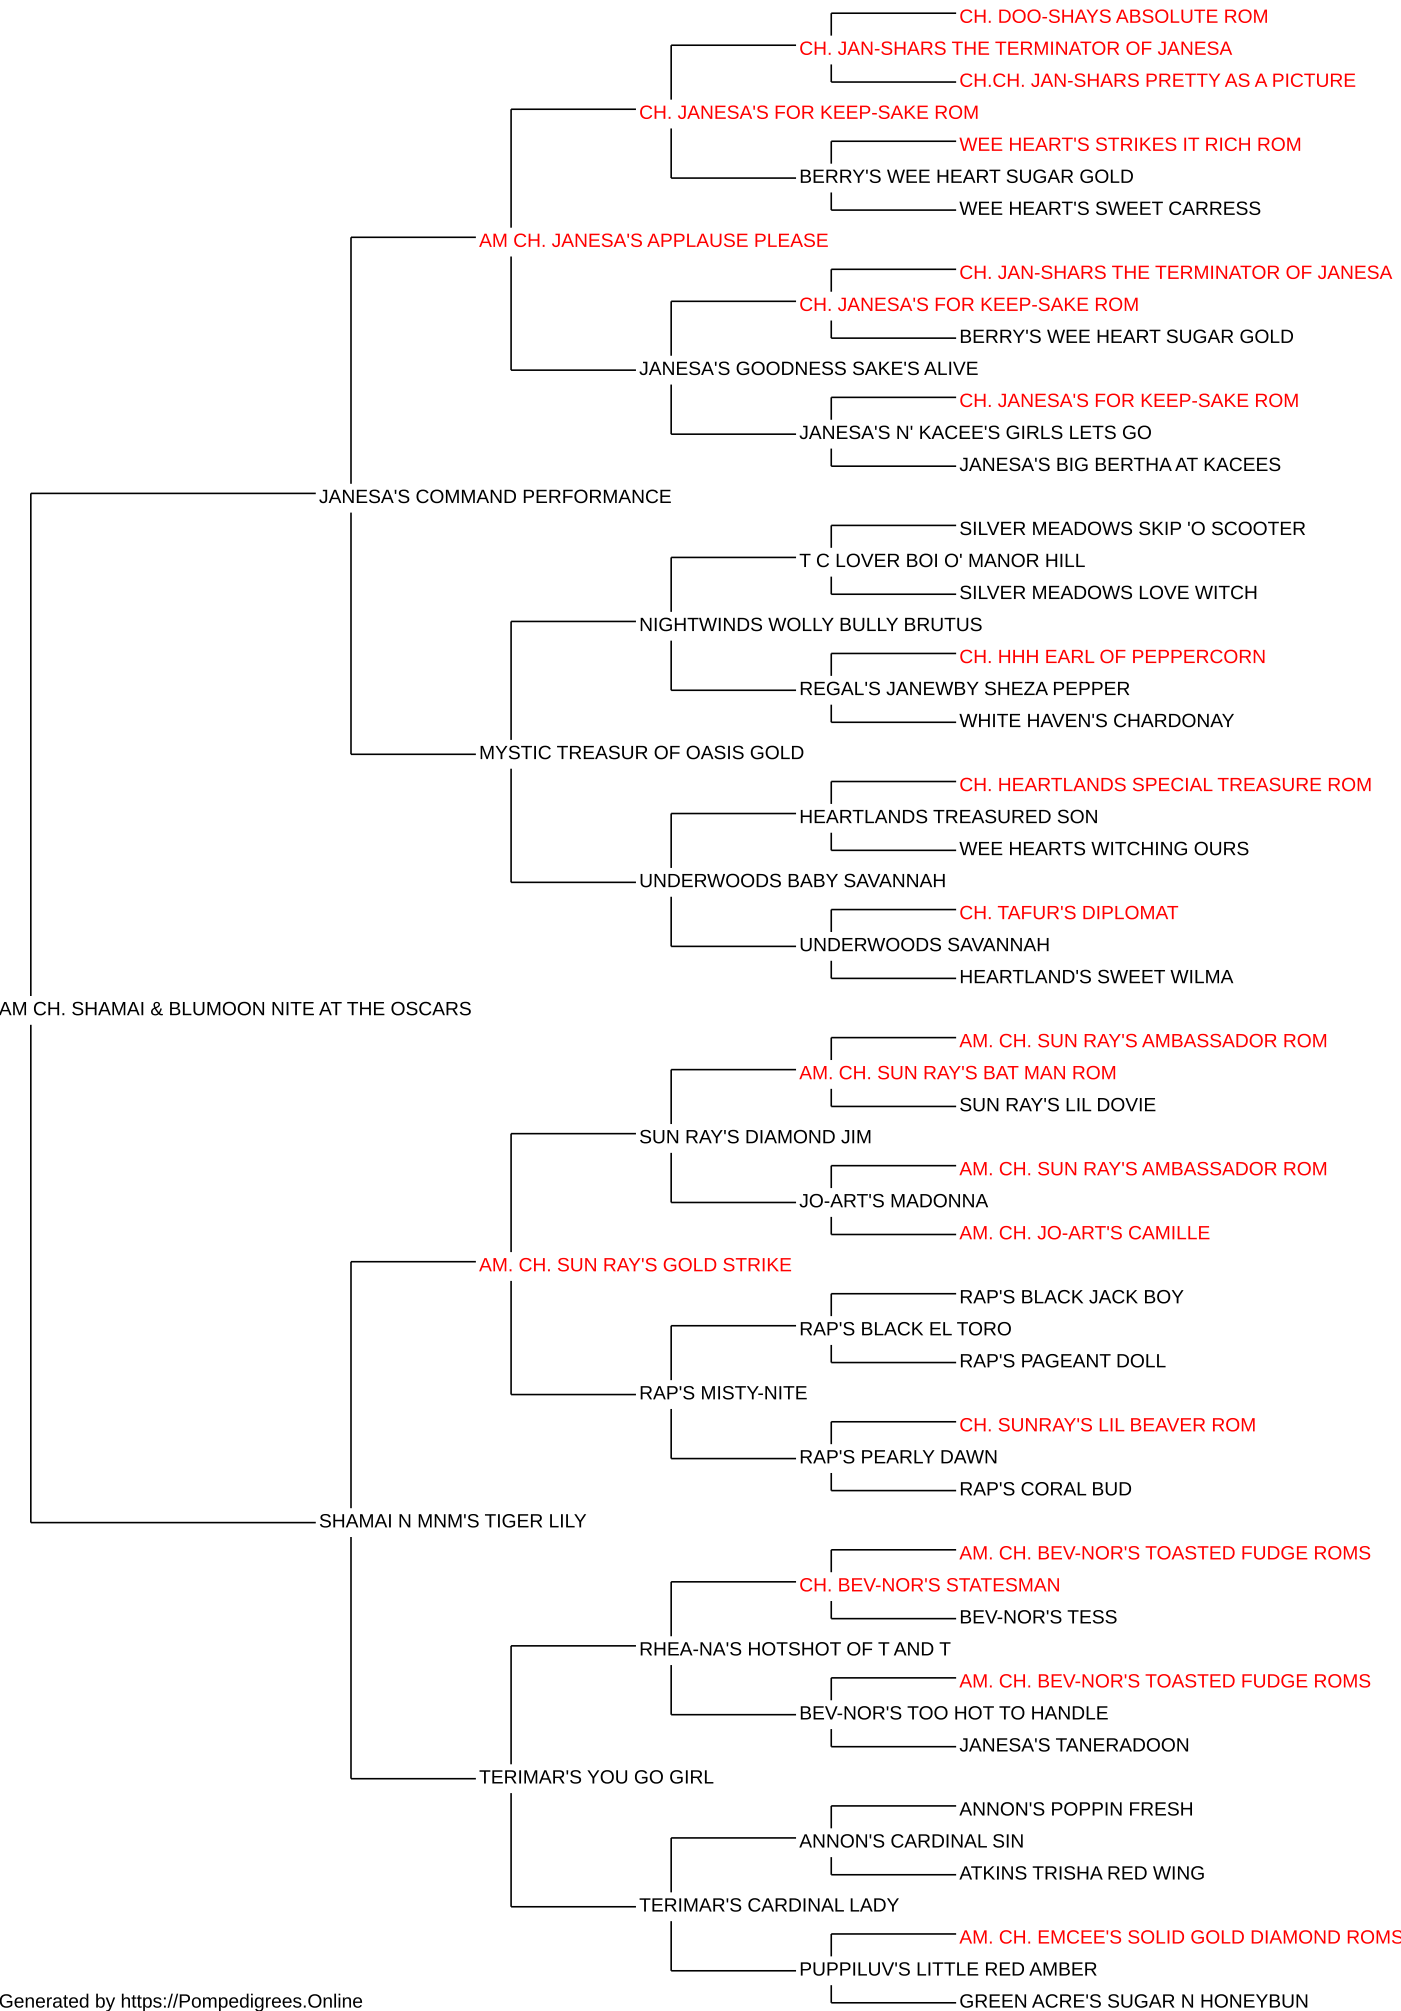 CH. DOO-SHAYS ABSOLUTE ROM
CH. JAN-SHARS THE TERMINATOR OF JANESA
CH.CH. JAN-SHARS PRETTY AS A PICTURE
CH. JANESA'S FOR KEEP-SAKE ROM
WEE HEART'S STRIKES IT RICH ROM
BERRY'S WEE HEART SUGAR GOLD
WEE HEART'S SWEET CARRESS
AM CH. JANESA'S APPLAUSE PLEASE
CH. JAN-SHARS THE TERMINATOR OF JANESA
CH. JANESA'S FOR KEEP-SAKE ROM
BERRY'S WEE HEART SUGAR GOLD
JANESA'S GOODNESS SAKE'S ALIVE
CH. JANESA'S FOR KEEP-SAKE ROM
JANESA'S N' KACEE'S GIRLS LETS GO
JANESA'S BIG BERTHA AT KACEES
JANESA'S COMMAND PERFORMANCE
SILVER MEADOWS SKIP 'O SCOOTER
T C LOVER BOI O' MANOR HILL
SILVER MEADOWS LOVE WITCH
NIGHTWINDS WOLLY BULLY BRUTUS
CH. HHH EARL OF PEPPERCORN
REGAL'S JANEWBY SHEZA PEPPER
WHITE HAVEN'S CHARDONAY
MYSTIC TREASUR OF OASIS GOLD
CH. HEARTLANDS SPECIAL TREASURE ROM
HEARTLANDS TREASURED SON
WEE HEARTS WITCHING OURS
UNDERWOODS BABY SAVANNAH
CH. TAFUR'S DIPLOMAT
UNDERWOODS SAVANNAH
HEARTLAND'S SWEET WILMA
AM CH. SHAMAI & BLUMOON NITE AT THE OSCARS
AM. CH. SUN RAY'S AMBASSADOR ROM
AM. CH. SUN RAY'S BAT MAN ROM
SUN RAY'S LIL DOVIE
SUN RAY'S DIAMOND JIM
AM. CH. SUN RAY'S AMBASSADOR ROM
JO-ART'S MADONNA
AM. CH. JO-ART'S CAMILLE
AM. CH. SUN RAY'S GOLD STRIKE
RAP'S BLACK JACK BOY
RAP'S BLACK EL TORO
RAP'S PAGEANT DOLL
RAP'S MISTY-NITE
CH. SUNRAY'S LIL BEAVER ROM
RAP'S PEARLY DAWN
RAP'S CORAL BUD
SHAMAI N MNM'S TIGER LILY
AM. CH. BEV-NOR'S TOASTED FUDGE ROMS
CH. BEV-NOR'S STATESMAN
BEV-NOR'S TESS
RHEA-NA'S HOTSHOT OF T AND T
AM. CH. BEV-NOR'S TOASTED FUDGE ROMS
BEV-NOR'S TOO HOT TO HANDLE
JANESA'S TANERADOON
TERIMAR'S YOU GO GIRL
ANNON'S POPPIN FRESH
ANNON'S CARDINAL SIN
ATKINS TRISHA RED WING
TERIMAR'S CARDINAL LADY
AM. CH. EMCEE'S SOLID GOLD DIAMOND ROMS
PUPPILUV'S LITTLE RED AMBER
GREEN ACRE'S SUGAR N HONEYBUN
Generated by https://Pompedigrees.Online